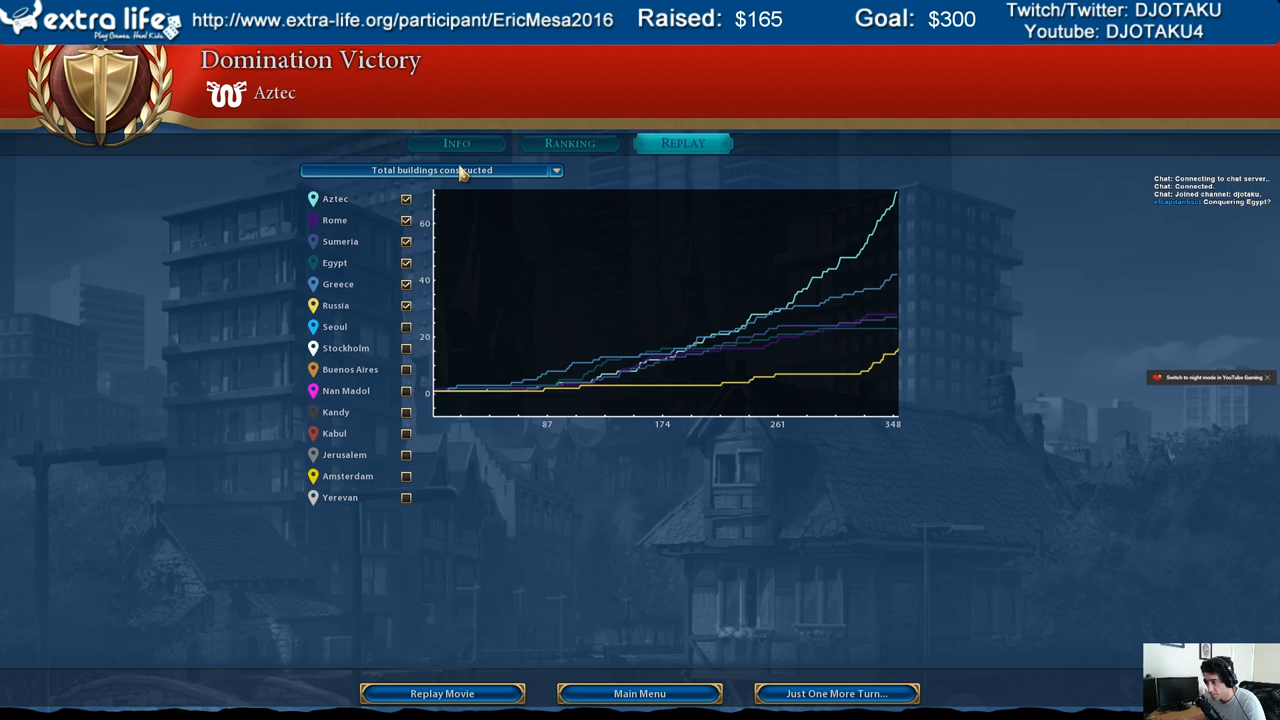 extra life
Play Games. Heal Kids.
http://www.extra-life.org/participant/EricMesa2016
Raised: $165
Goal: $300
Twitch/Twitter: DJOTAKU
Youtube: DJOTAKU4
Domination Victory
Aztec
INFO
RANKING
REPLAY
Total buildings constructed
Chat: Connecting to chat server..
Chat: Connected.
Chat: Joined channel: djotaku.
elcapitanbsc: Conquering Egypt?
Aztec
Rome
Sumeria
Egypt
Greece
Russia
Seoul
Stockholm
Buenos Aires
Nan Madol
Kandy
Kabul
Jerusalem
Amsterdam
Yerevan
60
40
20
0
87
174
261
348
Switch to night mode in YouTube Gaming
Replay Movie
Main Menu
Just One More Turn...